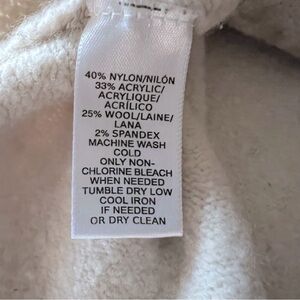 40% NYLON/NILÓN
33% ACRYLIC/
ACRYLIQUE/
ACRÍLICO
25% WOOL/LAINE/
LANA
2% SPANDEX
MACHINE WASH
COLD
ONLY NON-
CHLORINE BLEACH
WHEN NEEDED
TUMBLE DRY LOW
COOL IRON
IF NEEDED
OR DRY CLEAN